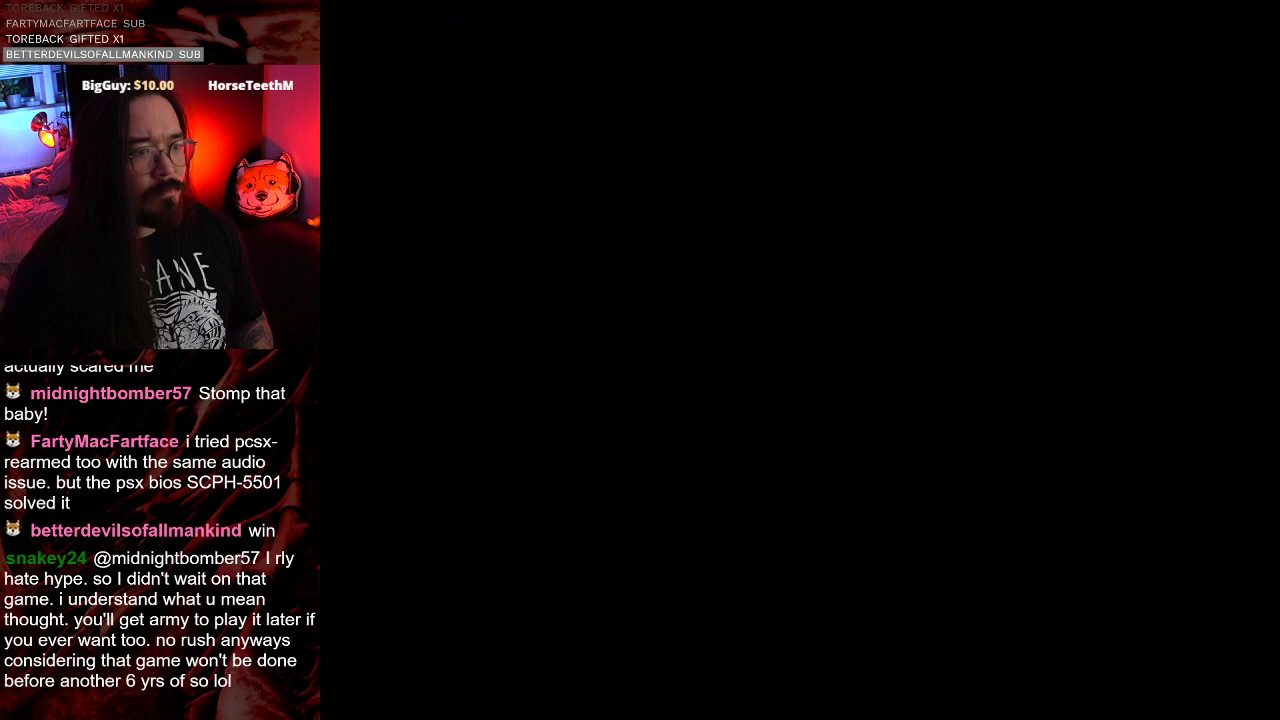 TOREBACK GIFTED X1
FARTYMACFARTFACE SUB
TOREBACK GIFTED X1
BETTERDEVILSOFALLMANKIND SUB
BigGuy: $10.00 HorseTeethM
ANE
actually scared me
midnightbomber57 Stomp that
baby!
FartyMacFartface i tried pcsx-
rearmed too with the same audio
issue. but the psx bios SCPH-5501
solved it
betterdevilsofallmankind win
snakey24 @midnightbomber57 I rly
hate hype. so I didn't wait on that
game. i understand what u mean
thought. you'll get army to play it later if
you ever want too. no rush anyways
considering that game won't be done
before another 6 yrs of so lol